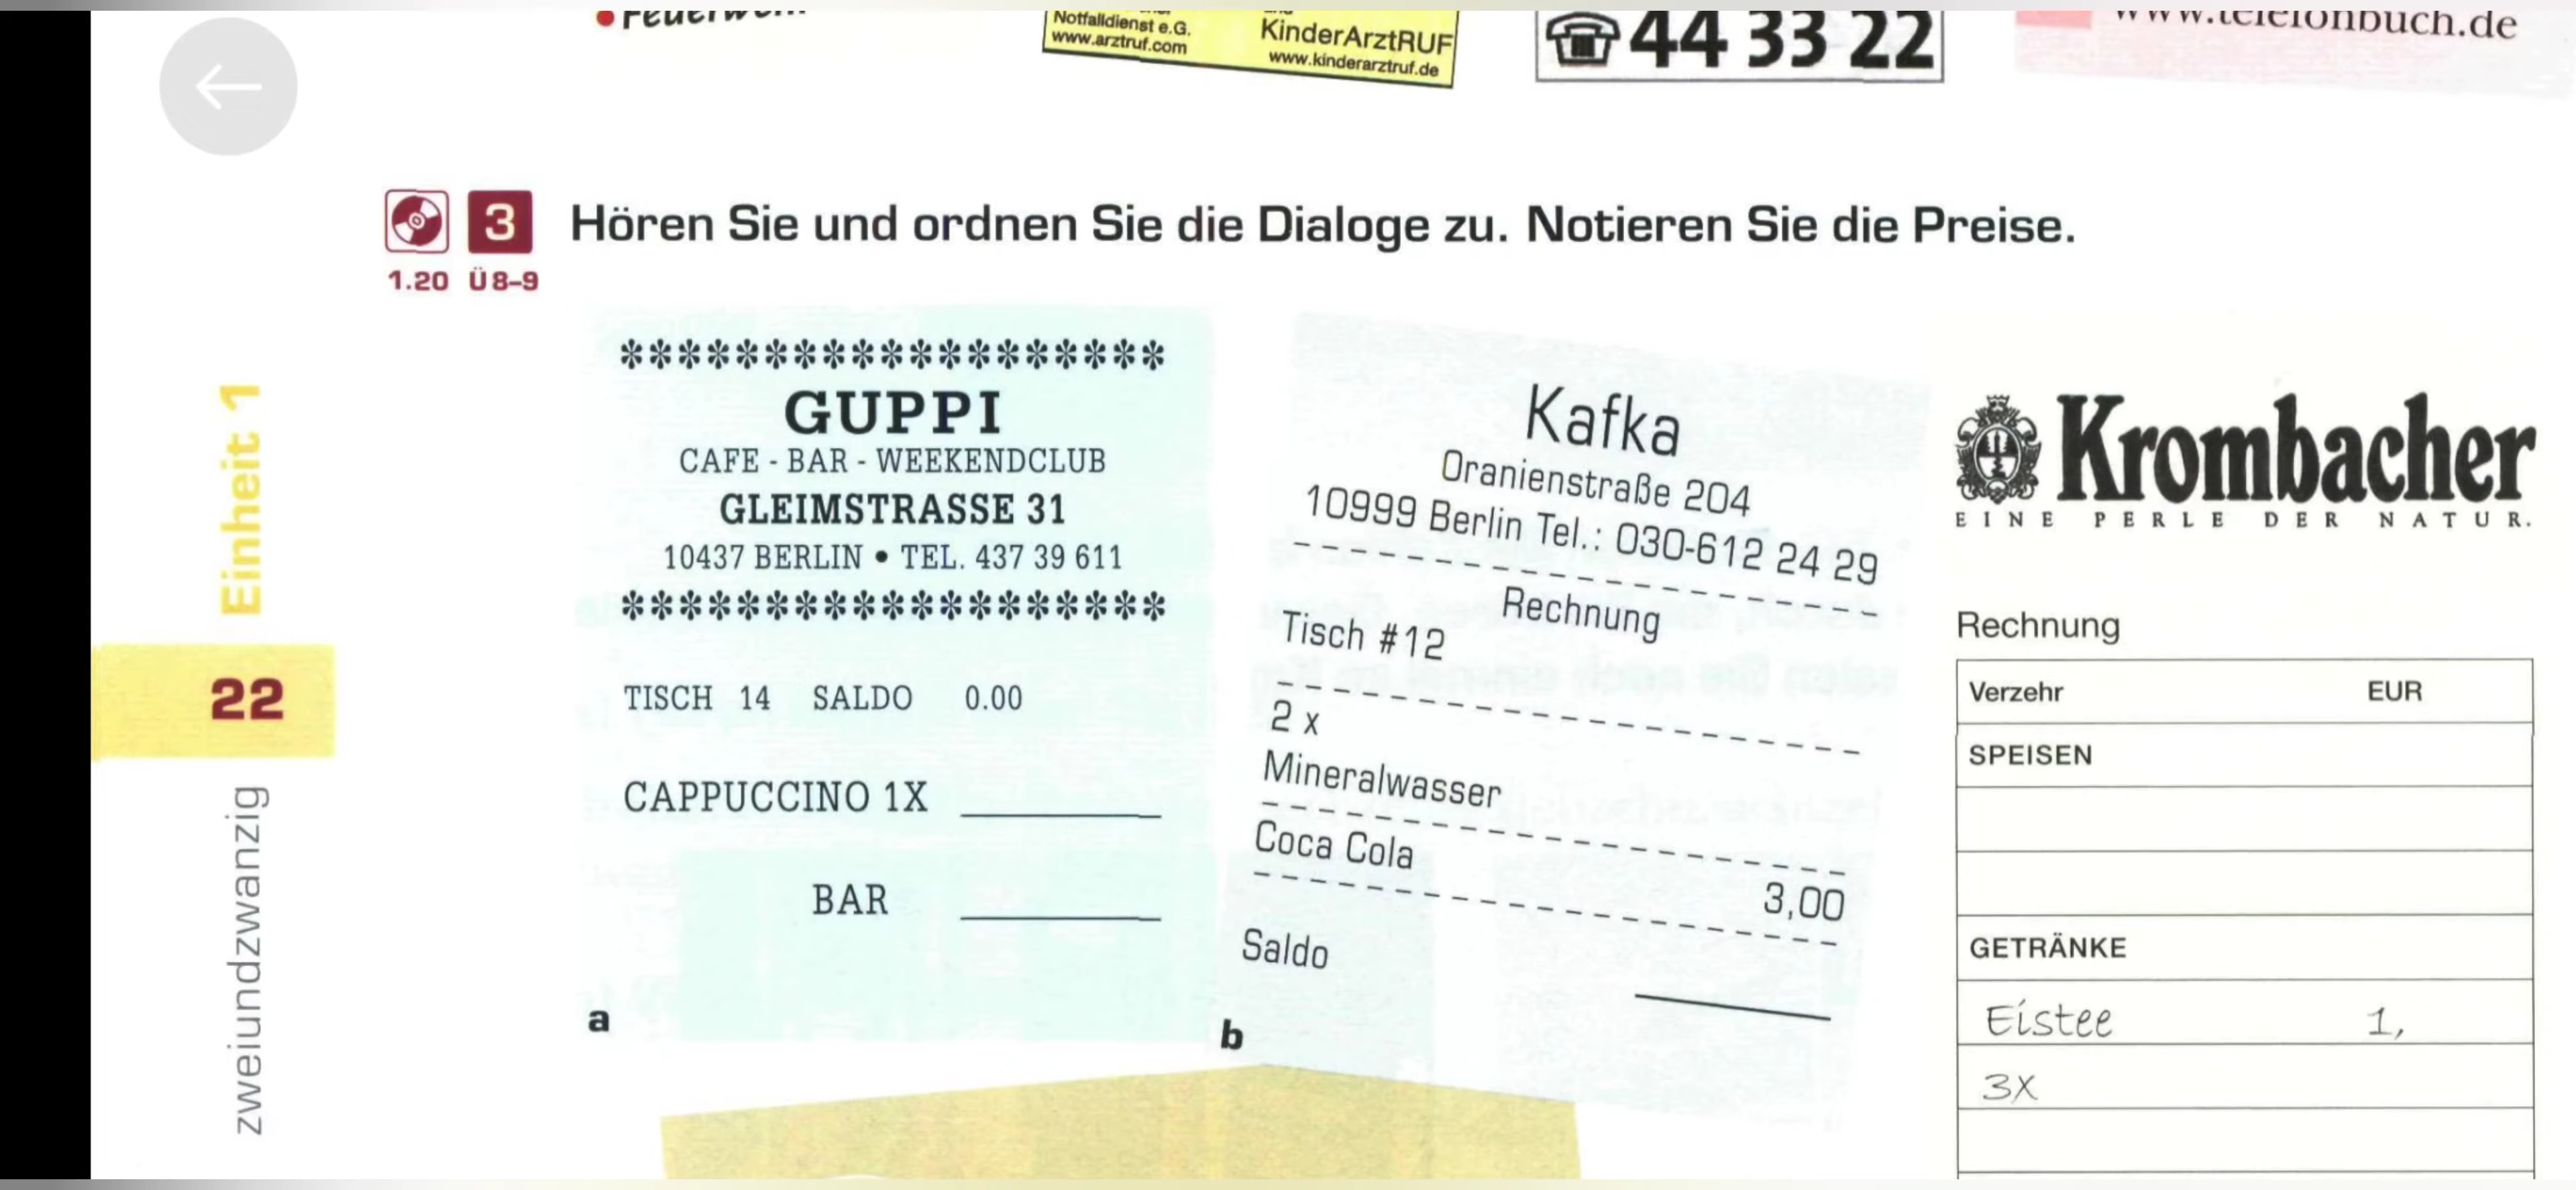 Notfalldienst e.G.
www.arztruf.com
KinderArztRUF
www.kinderarztruf.de
44 33 22
www.telefonbuch.de
3
Hören Sie und ordnen Sie die Dialoge zu. Notieren Sie die Preise.
1.20 Ü 8–9
********************
GUPPI
CAFE - BAR - WEEKENDCLUB
GLEIMSTRASSE 31
10437 BERLIN • TEL. 437 39 611
********************
TISCH 14 SALDO 0.00
CAPPUCCINO 1X
BAR
a
Kafka
Oranienstraße 204
10999 Berlin Tel.: 030-612 24 29
Rechnung
Tisch #12
2 x
Mineralwasser
Coca Cola
3,00
Saldo
b
Krombacher
EINE PERLE DER NATUR.
Rechnung
Verzehr EUR
SPEISEN
GETRÄNKE
Eistee 1,
3X
Einheit 1
22
zweiundzwanzig